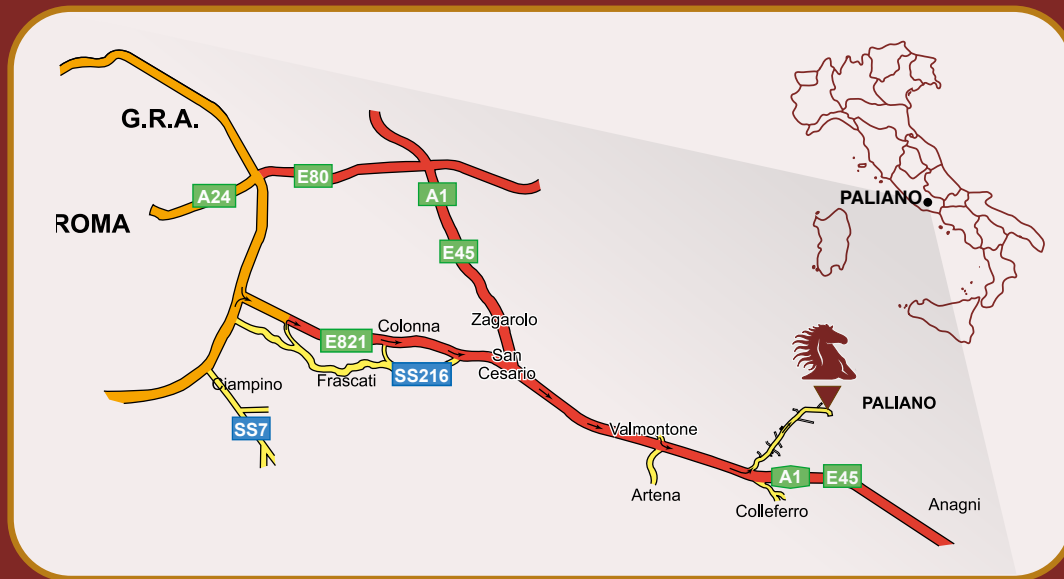 G.R.A.
A24
E80
A1
PALIANO
ROMA
E45
Zagarolo
Colonna
E821
San
Cesario
SS216
Frascati
Ciampino
SS7
PALIANO
Valmontone
A1
E45
Artena
Colleferro
Anagni